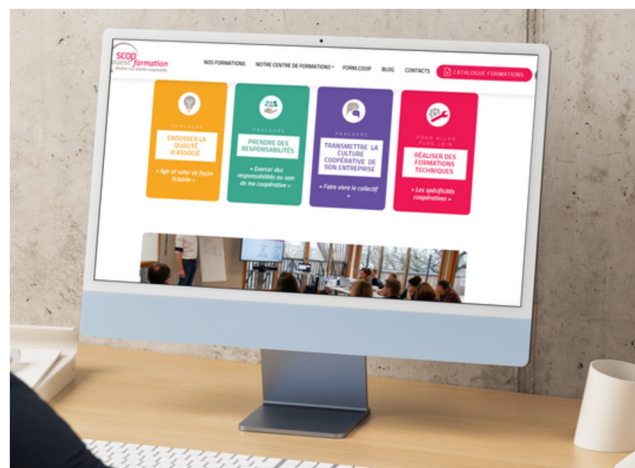 scop
ouest formation
NOS FORMATIONS NOTRE CENTRE DE FORMATIONS FORM.COOP BLOG CONTACTS CATALOGUE FORMATIONS
PARCOURS
ENDOSSER LA
QUALITÉ
D'ASSOCIÉ
« Agir et voter de façon
éclairée »
PARCOURS
PRENDRE DES
RESPONSABILITÉS
« Exercer des
responsabilités au sein
de ma coopérative »
PARCOURS
TRANSMETTRE LA
CULTURE
COOPÉRATIVE DE
SON ENTREPRISE
« Faire vivre le collectif
»
POUR ALLER
PLUS LOIN
RÉALISER DES
FORMATIONS
TECHNIQUES
« Les spécificités
coopératives »